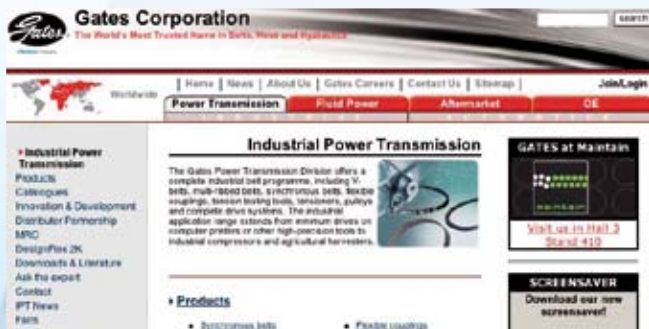 Gates
Gates Corporation
The World's Most Trusted Name in Belts, Hose and Hydraulics
search
Worldwide
| Home | News | About Us | Gates Careers | Contact Us | Sitemap |
Join/Login
Power Transmission
Fluid Power
Aftermarket
OE
Industrial Power
Transmission
Products
Catalogues
Innovation & Development
Distributor Partnership
MRO
DesignFlex 2K
Downloads & Literature
Ask the expert
Contact
IPT News
Fairs
Industrial Power Transmission
The Gates Power Transmission Division offers a
complete industrial belt programme, including V-
belts, multi-ribbed belts, synchronous belts, flexible
couplings, tension testing tools, tensioners, pulleys
and complete drive systems. The industrial
application range extends from minimum drives on
computer printers or other high-precision tools to
industrial compressors and agricultural harvesters.
Products
Synchronous belts
Flexible couplings
GATES at Maintain
maintain
Visit us in Hall 3
Stand 410
SCREENSAVER
Download our new
screensaver!